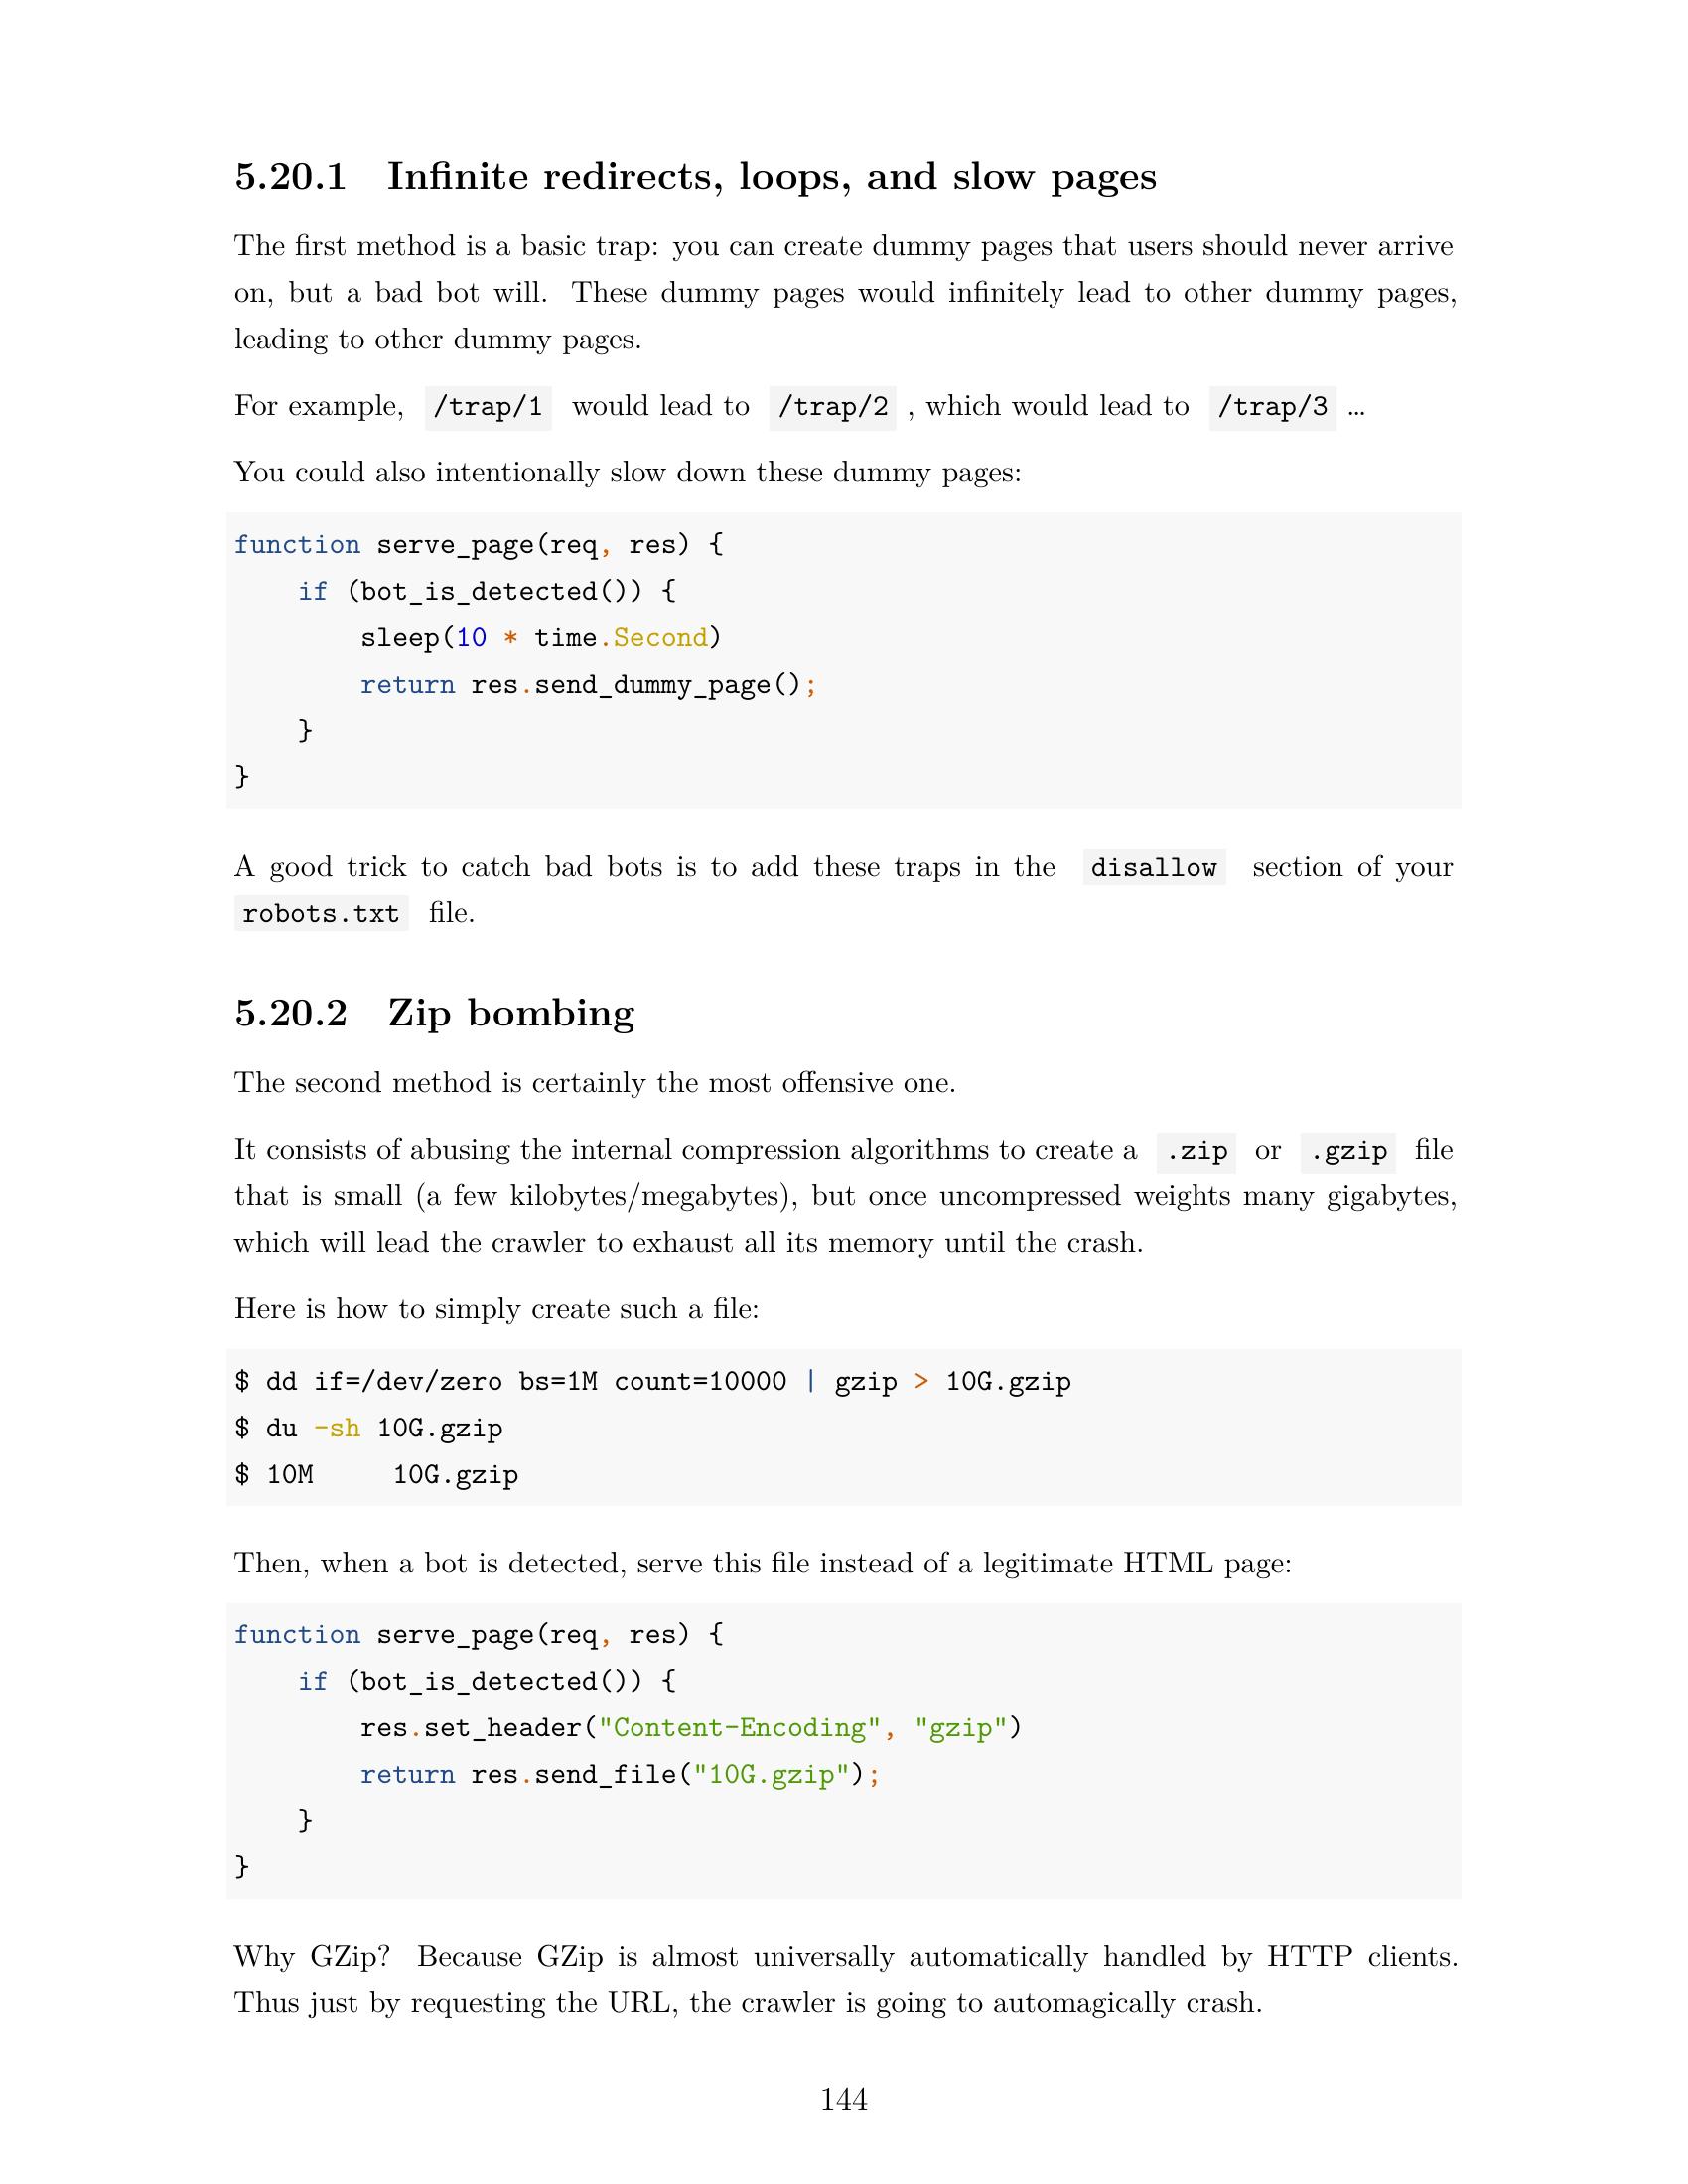 5.20.1 Infinite redirects, loops, and slow pages
The first method is a basic trap: you can create dummy pages that users should never arrive
on, but a bad bot will. These dummy pages would infinitely lead to other dummy pages,
leading to other dummy pages.
For example, /trap/1 would lead to /trap/2 , which would lead to /trap/3 …
You could also intentionally slow down these dummy pages:
function serve_page(req, res) {
    if (bot_is_detected()) {
        sleep(10 * time.Second)
        return res.send_dummy_page();
    }
}
A good trick to catch bad bots is to add these traps in the disallow section of your
robots.txt file.
5.20.2 Zip bombing
The second method is certainly the most offensive one.
It consists of abusing the internal compression algorithms to create a .zip or .gzip file
that is small (a few kilobytes/megabytes), but once uncompressed weights many gigabytes,
which will lead the crawler to exhaust all its memory until the crash.
Here is how to simply create such a file:
$ dd if=/dev/zero bs=1M count=10000 | gzip > 10G.gzip
$ du -sh 10G.gzip
$ 10M     10G.gzip
Then, when a bot is detected, serve this file instead of a legitimate HTML page:
function serve_page(req, res) {
    if (bot_is_detected()) {
        res.set_header("Content-Encoding", "gzip")
        return res.send_file("10G.gzip");
    }
}
Why GZip? Because GZip is almost universally automatically handled by HTTP clients.
Thus just by requesting the URL, the crawler is going to automagically crash.
144